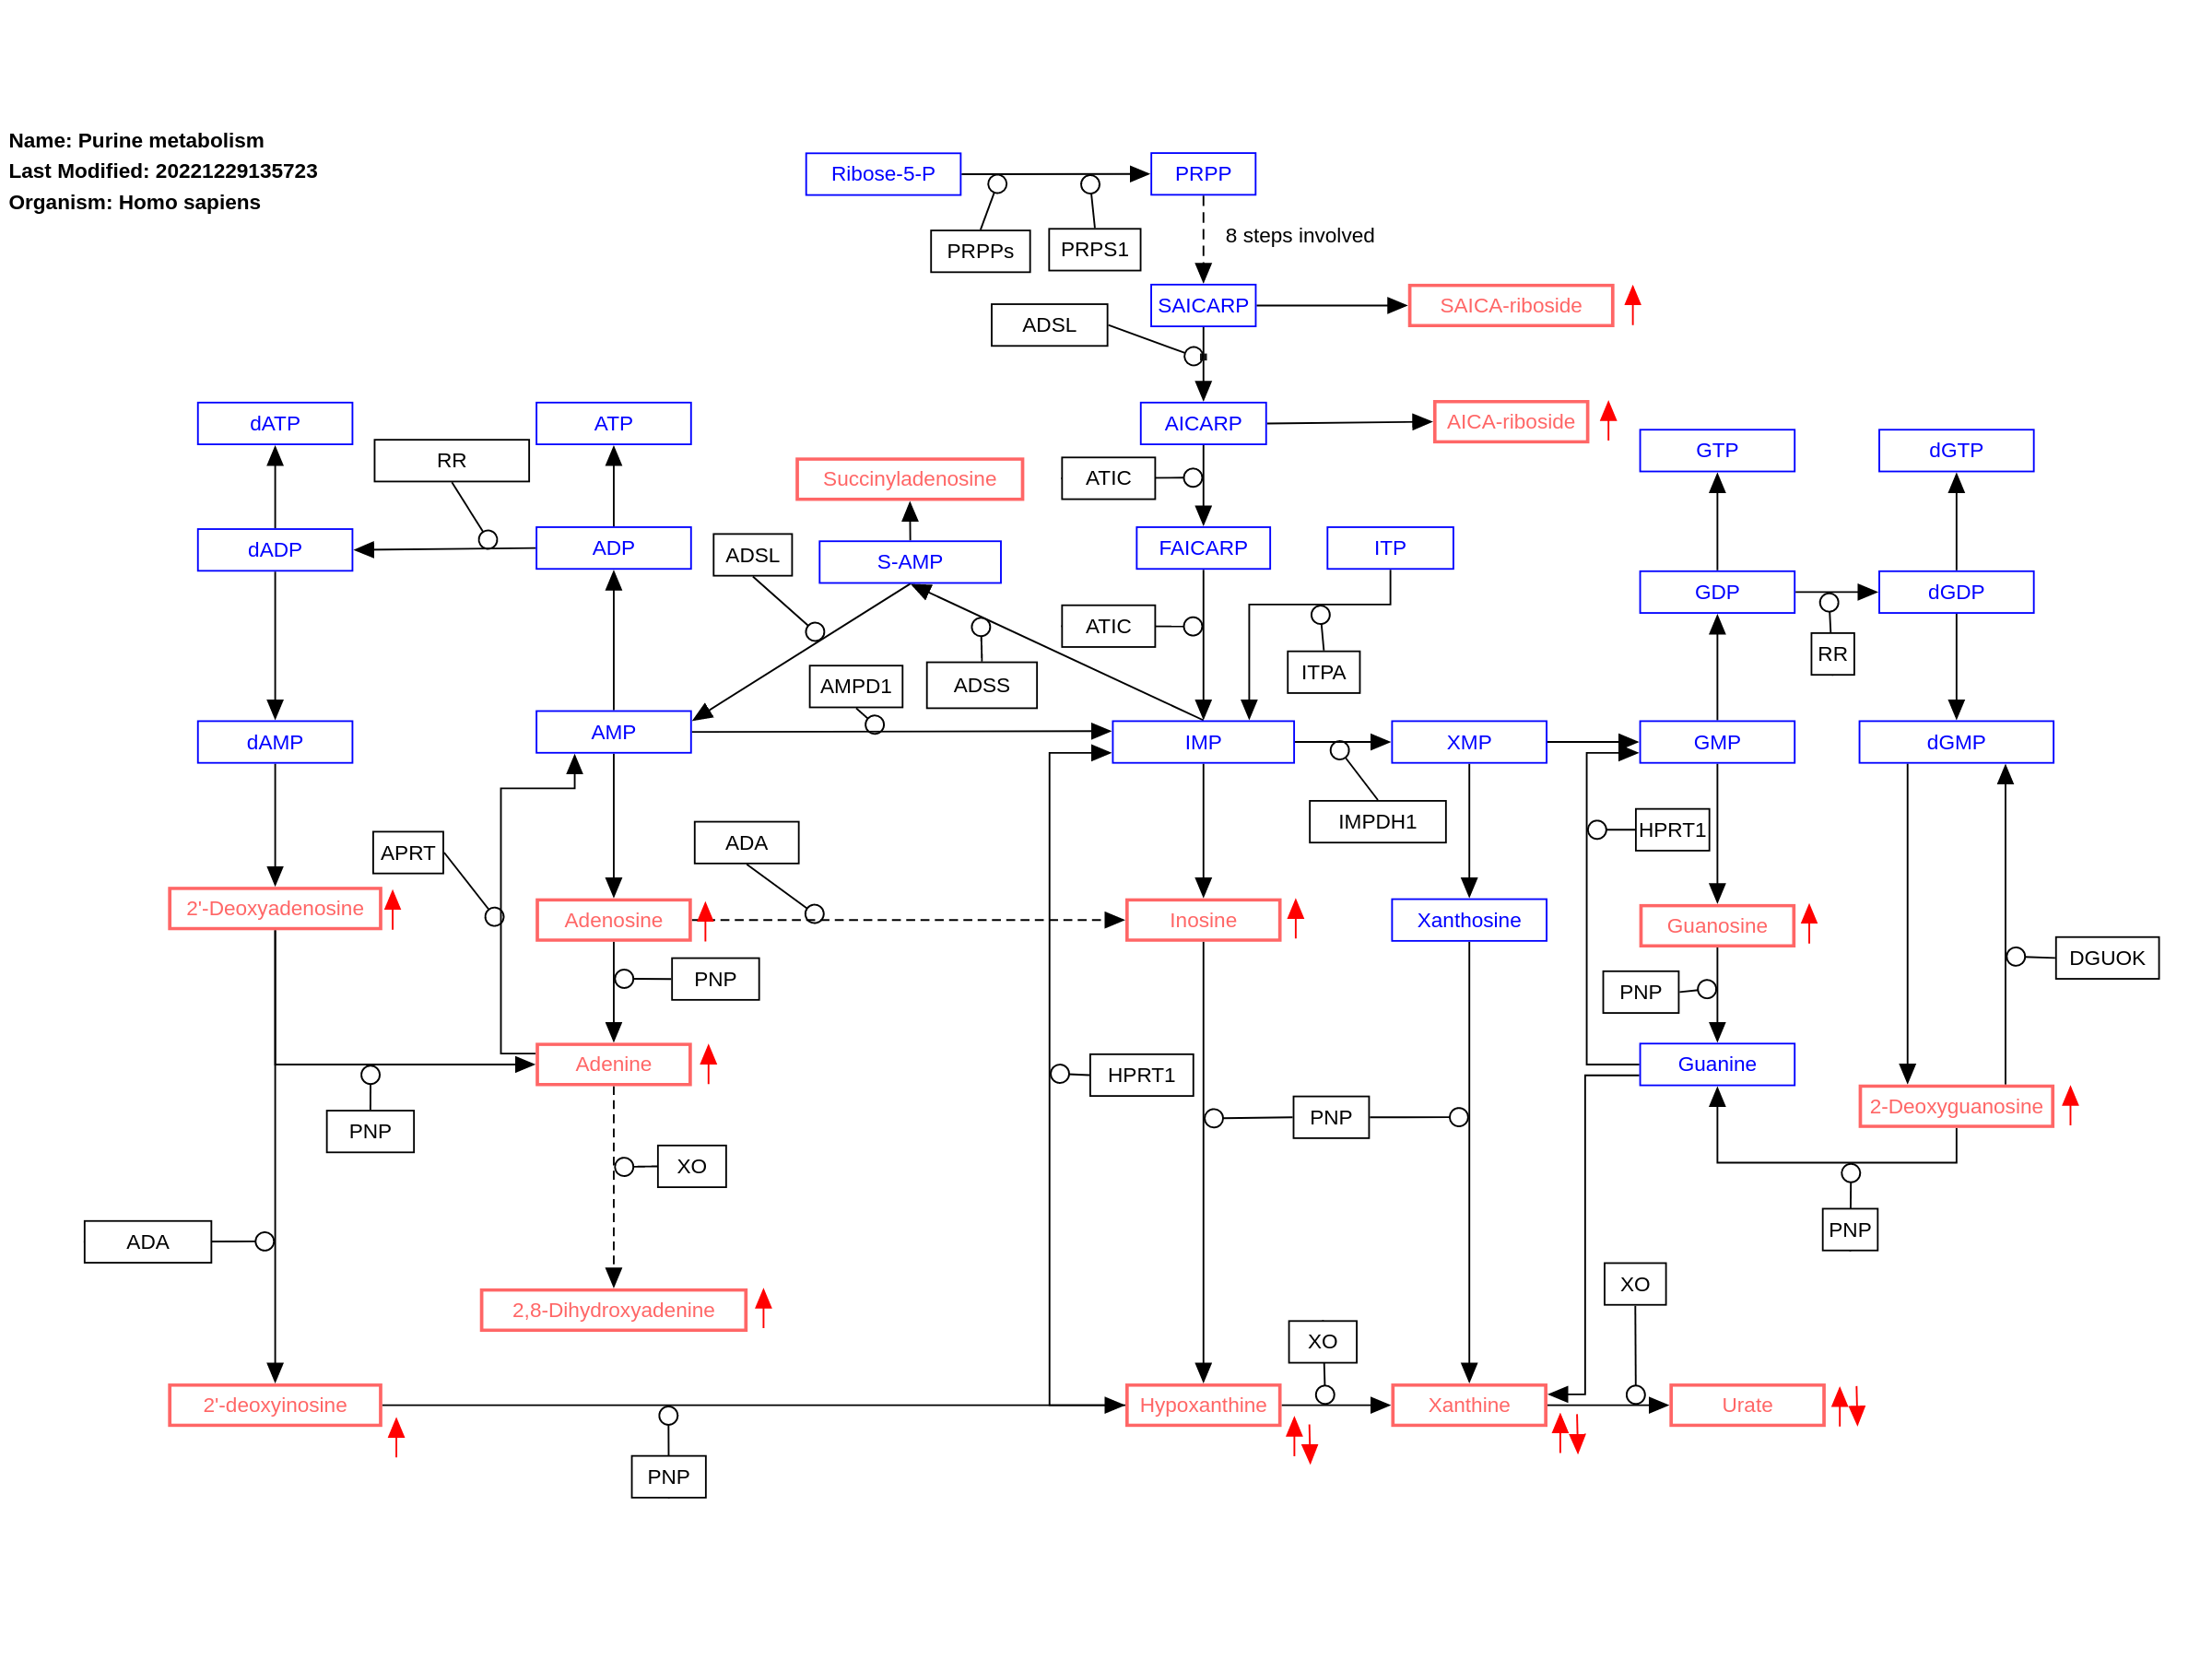 Name: Purine metabolism
Last Modified: 20221229135723
Organism: Homo sapiens
Ribose-5-P
PRPP
PRPPs
PRPS1
8 steps involved
SAICARP
SAICA-riboside
ADSL
dATP
ATP
AICARP
AICA-riboside
RR
GTP
dGTP
Succinyladenosine
ATIC
dADP
ADP
ADSL
S-AMP
FAICARP
ITP
GDP
dGDP
ATIC
RR
ITPA
AMPD1
ADSS
dAMP
AMP
IMP
XMP
GMP
dGMP
IMPDH1
HPRT1
APRT
ADA
2'-Deoxyadenosine
Adenosine
Inosine
Xanthosine
Guanosine
DGUOK
PNP
PNP
Adenine
HPRT1
Guanine
2-Deoxyguanosine
PNP
PNP
XO
ADA
PNP
XO
2,8-Dihydroxyadenine
XO
2'-deoxyinosine
Hypoxanthine
Xanthine
Urate
PNP